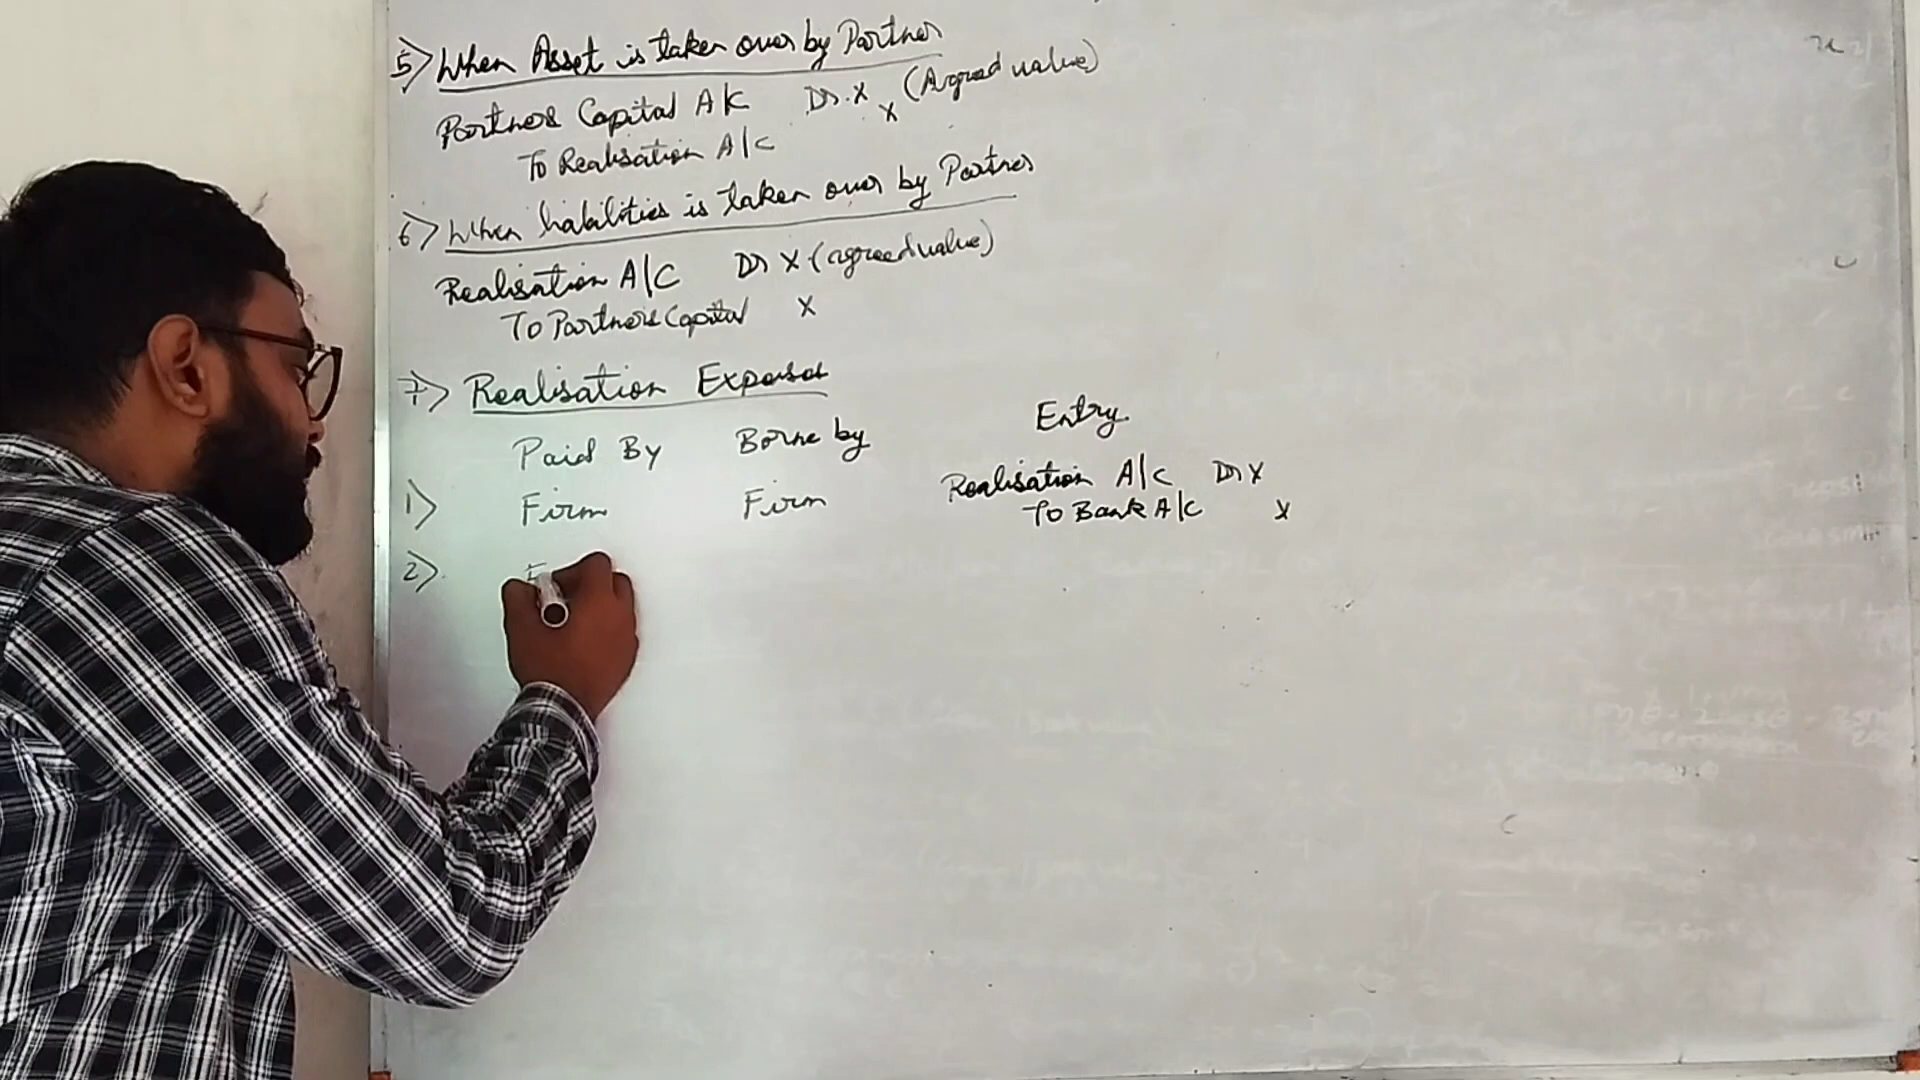 5> When Asset is taken over by Partner
Partners Capital A/C Dr. X (Agreed value)
To Realisation A/C X
6> When liabilities is taken over by Partner
Realisation A/C Dr X (agreed value)
To Partners Capital X
7> Realisation
Paid By Borne by Entry.
1> Firm Firm Realisation A/C Dr X
To Bank A/C X
2> F